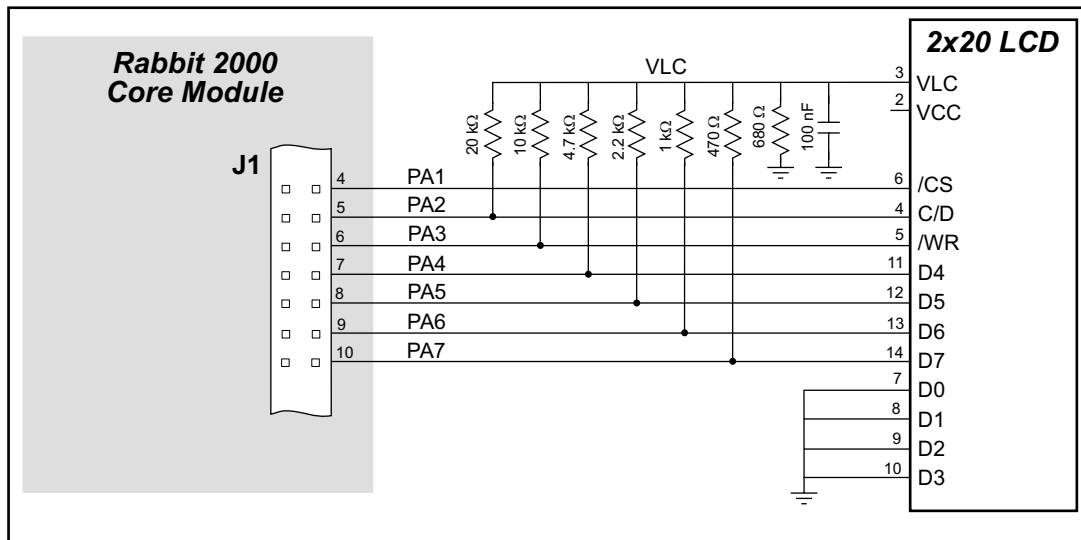 Rabbit 2000
Core Module
2x20 LCD
VLC
3
VLC
2
VCC
20 kΩ
10 kΩ
4.7 kΩ
2.2 kΩ
1 kΩ
470 Ω
680 Ω
100 nF
J1
4
PA1
6
/CS
5
PA2
4
C/D
6
PA3
5
/WR
7
PA4
11
D4
8
PA5
12
D5
9
PA6
13
D6
10
PA7
14
D7
7
D0
8
D1
9
D2
10
D3